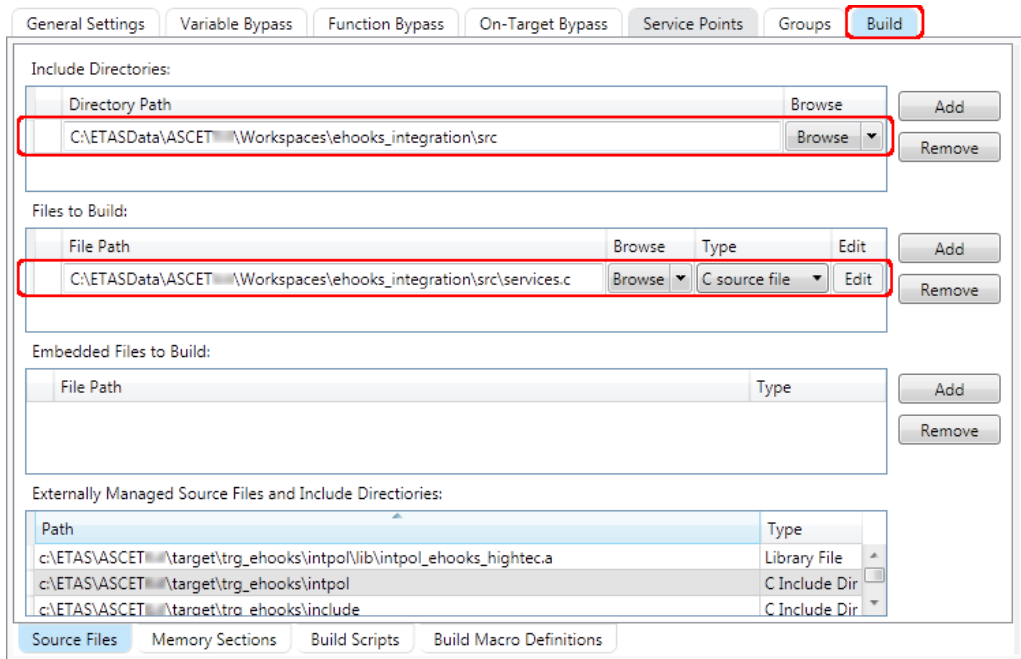 General Settings Variable Bypass Function Bypass On-Target Bypass Service Points Groups Build
Include Directories:
Directory Path Browse
C:\ETASData\ASCET \Workspaces\ehooks_integration\src Browse
Add
Remove
Files to Build:
File Path Browse Type Edit
C:\ETASData\ASCET \Workspaces\ehooks_integration\src\services.c Browse C source file Edit
Add
Remove
Embedded Files to Build:
File Path Type
Add
Remove
Externally Managed Source Files and Include Directiories:
Path Type
c:\ETAS\ASCET \target\trg_ehooks\intpol\lib\intpol_ehooks_hightec.a Library File
c:\ETAS\ASCET \target\trg_ehooks\intpol C Include Dir
c:\ETAS\ASCET \target\trg_ehooks\include C Include Dir
Source Files Memory Sections Build Scripts Build Macro Definitions